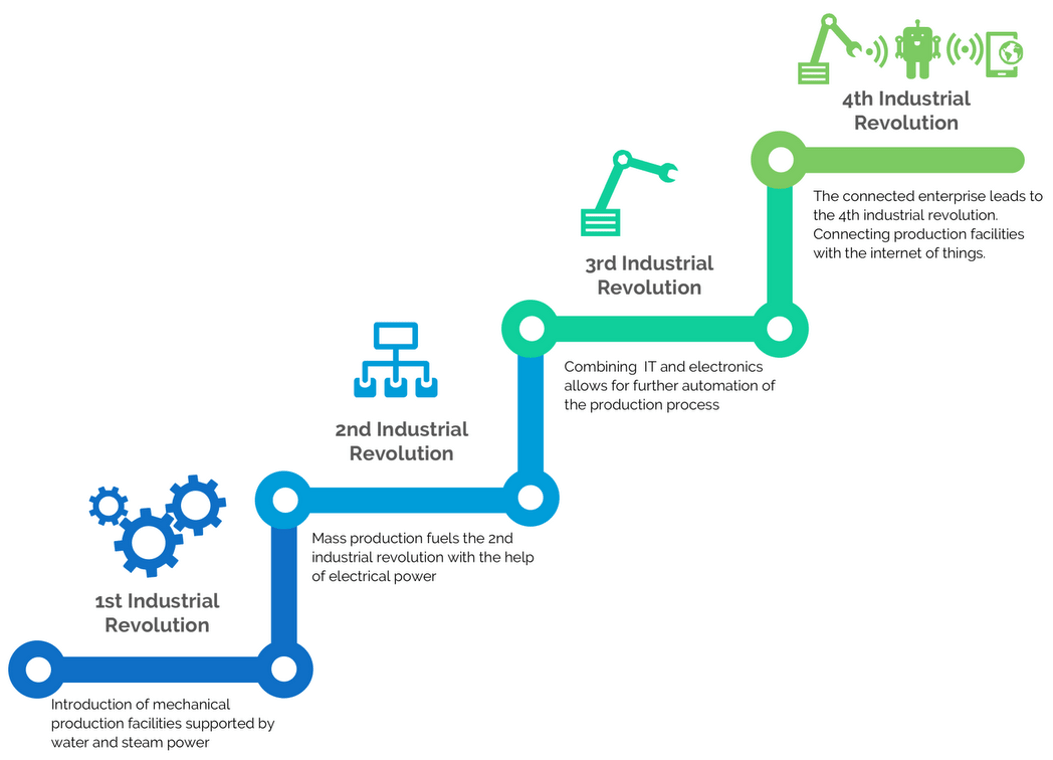 4th Industrial
Revolution
The connected enterprise leads to
the 4th industrial revolution.
Connecting production facilities
with the internet of things.
3rd Industrial
Revolution
Combining  IT and electronics
allows for further automation of
the production process
2nd Industrial
Revolution
Mass production fuels the 2nd
industrial revolution with the help
of electrical power
1st Industrial
Revolution
Introduction of mechanical
production facilities supported by
water and steam power